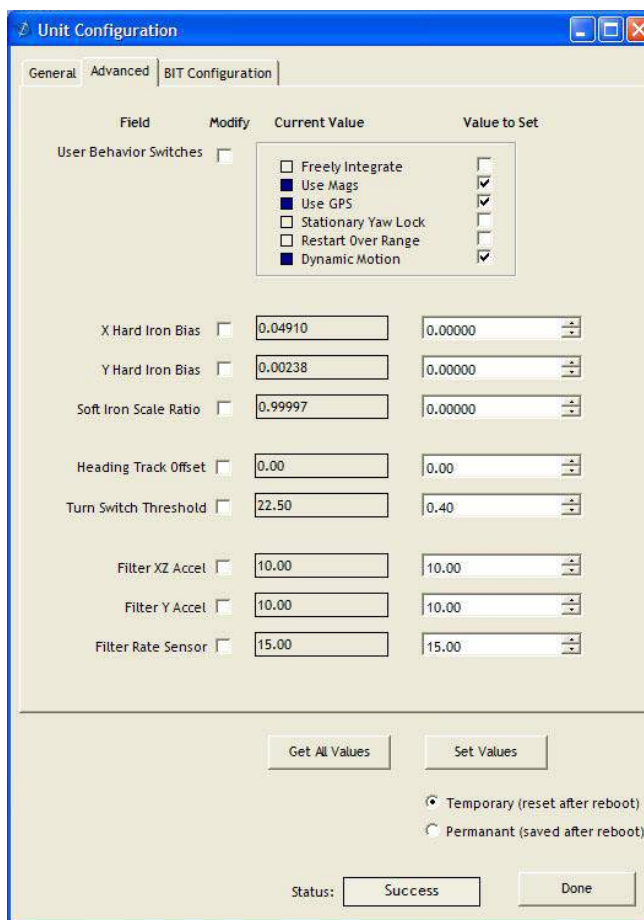 Unit Configuration
General Advanced BIT Configuration
Field Modify Current Value Value to Set
User Behavior Switches
Freely Integrate
Use Mags
Use GPS
Stationary Yaw Lock
Restart Over Range
Dynamic Motion
X Hard Iron Bias 0.04910 0.00000
Y Hard Iron Bias 0.00238 0.00000
Soft Iron Scale Ratio 0.99997 0.00000
Heading Track Offset 0.00 0.00
Turn Switch Threshold 22.50 0.40
Filter XZ Accel 10.00 10.00
Filter Y Accel 10.00 10.00
Filter Rate Sensor 15.00 15.00
Get All Values Set Values
Temporary (reset after reboot)
Permanant (saved after reboot)
Status: Success Done